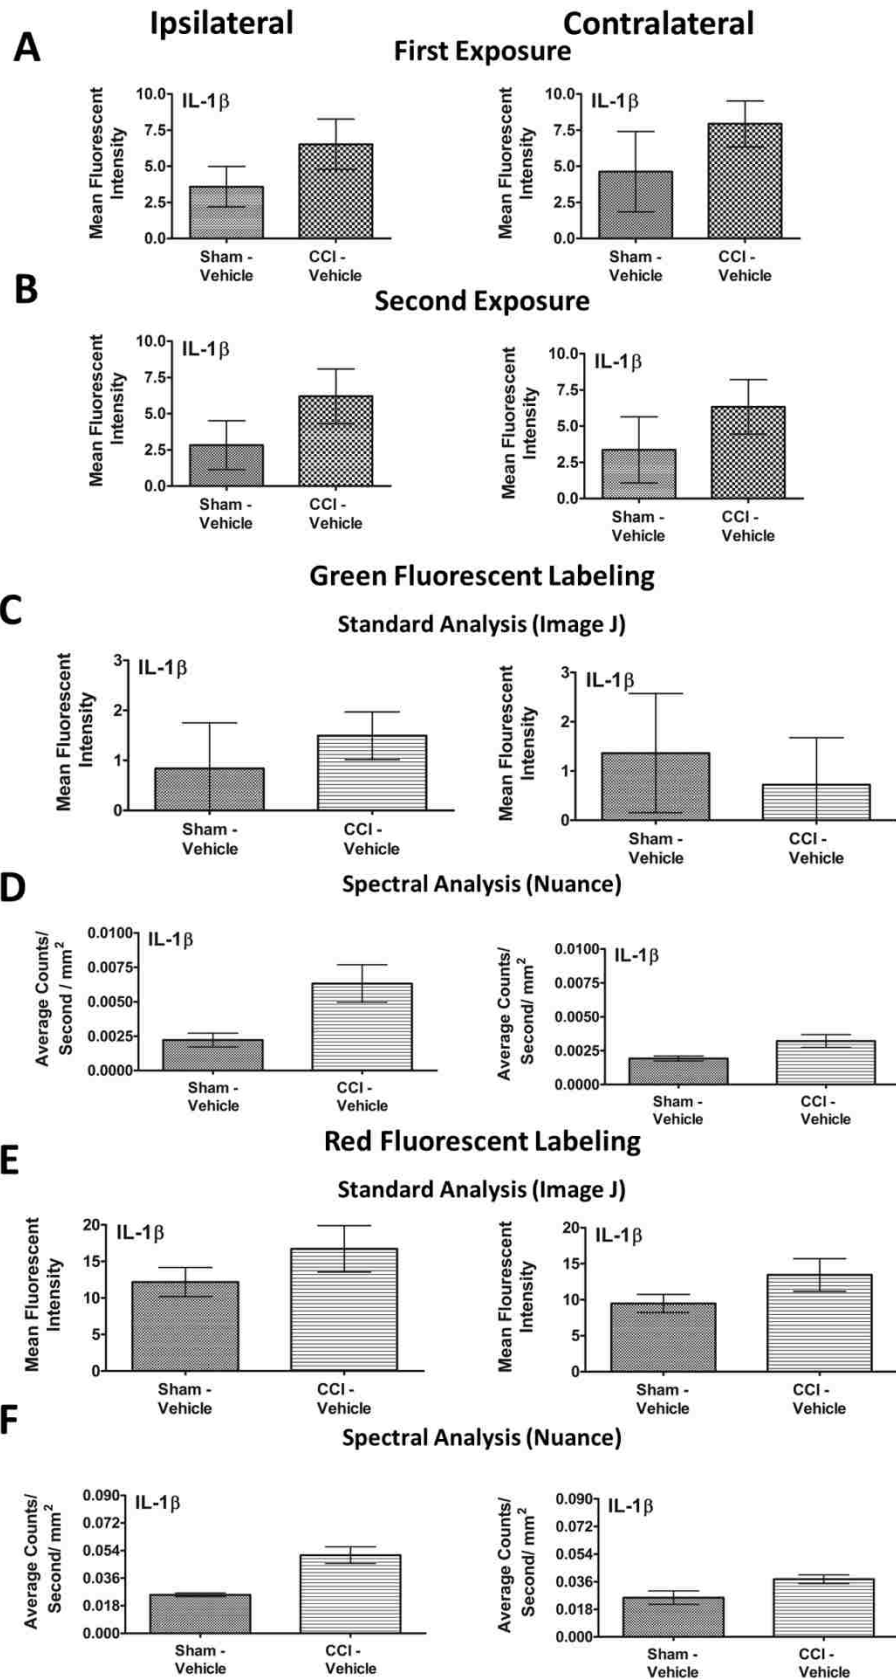 Ipsilateral
Contralateral
A
First Exposure
Mean Fluorescent
Intensity
10.0
7.5
5.0
2.5
0.0
IL-1β
Sham -
Vehicle
CCI -
Vehicle
Mean Fluorescent
Intensity
10.0
7.5
5.0
2.5
0.0
IL-1β
Sham -
Vehicle
CCI -
Vehicle
B
Second Exposure
Mean Fluorescent
Intensity
10.0
7.5
5.0
2.5
0.0
IL-1β
Sham -
Vehicle
CCI -
Vehicle
Mean Fluorescent
Intensity
10.0
7.5
5.0
2.5
0.0
IL-1β
Sham -
Vehicle
CCI -
Vehicle
Green Fluorescent Labeling
C
Standard Analysis (Image J)
Mean Fluorescent
Intensity
3
2
1
0
IL-1β
Sham -
Vehicle
CCI -
Vehicle
Mean Flourescent
Intensity
3
2
1
0
IL-1β
Sham -
Vehicle
CCI -
Vehicle
D
Spectral Analysis (Nuance)
Average Counts/
Second / mm²
0.0100
0.0075
0.0050
0.0025
0.0000
IL-1β
Sham -
Vehicle
CCI -
Vehicle
Average Counts/
Second/ mm²
0.0100
0.0075
0.0050
0.0025
0.0000
IL-1β
Sham -
Vehicle
CCI -
Vehicle
Red Fluorescent Labeling
E
Standard Analysis (Image J)
Mean Fluorescent
Intensity
20
15
10
5
0
IL-1β
Sham -
Vehicle
CCI -
Vehicle
Mean Flourescent
Intensity
20
15
10
5
0
IL-1β
Sham -
Vehicle
CCI -
Vehicle
F
Spectral Analysis (Nuance)
Average Counts/
Second/ mm²
0.090
0.072
0.054
0.036
0.018
0.000
IL-1β
Sham -
Vehicle
CCI -
Vehicle
Average Counts/
Second/ mm²
0.090
0.072
0.054
0.036
0.018
0.000
IL-1β
Sham -
Vehicle
CCI -
Vehicle